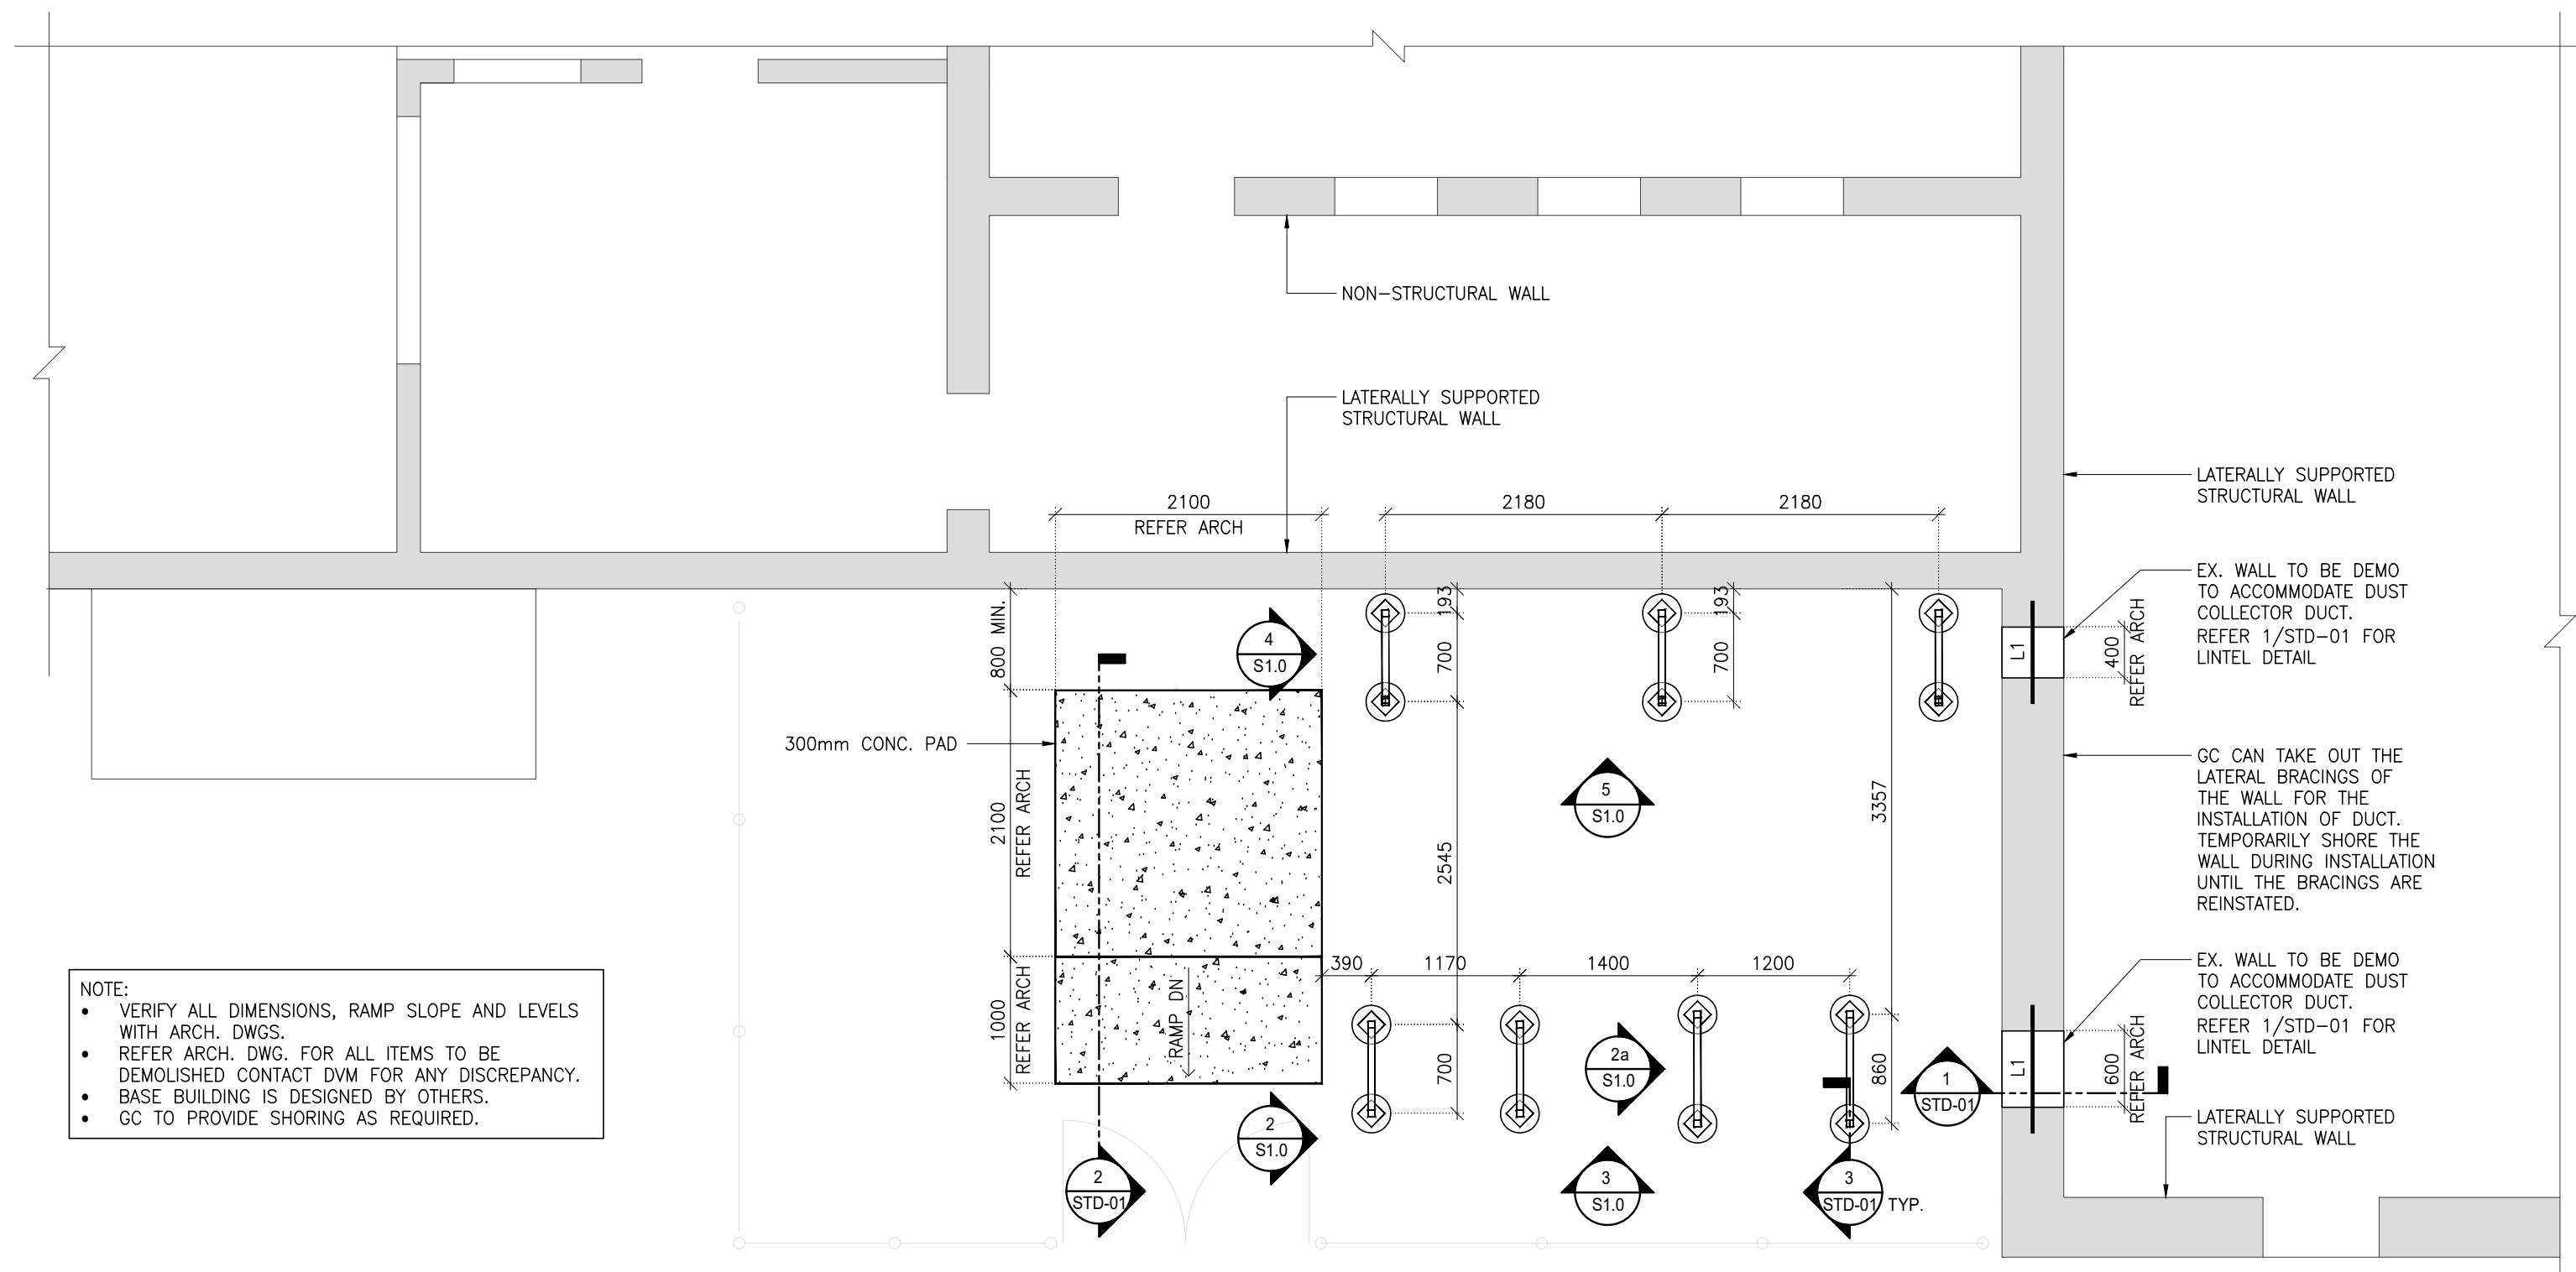 NON-STRUCTURAL WALL
LATERALLY SUPPORTED
STRUCTURAL WALL
LATERALLY SUPPORTED
STRUCTURAL WALL
2100
REFER ARCH
2180
2180
EX. WALL TO BE DEMO
TO ACCOMMODATE DUST
COLLECTOR DUCT.
REFER 1/STD-01 FOR
LINTEL DETAIL
L1
400
REFER ARCH
800 MIN.
193
193
700
700
4
S1.0
300mm CONC. PAD
2100
REFER ARCH
5
S1.0
2545
3357
GC CAN TAKE OUT THE
LATERAL BRACINGS OF
THE WALL FOR THE
INSTALLATION OF DUCT.
TEMPORARILY SHORE THE
WALL DURING INSTALLATION
UNTIL THE BRACINGS ARE
REINSTATED.
390
1170
1400
1200
EX. WALL TO BE DEMO
TO ACCOMMODATE DUST
COLLECTOR DUCT.
REFER 1/STD-01 FOR
LINTEL DETAIL
NOTE:
• VERIFY ALL DIMENSIONS, RAMP SLOPE AND LEVELS
WITH ARCH. DWGS.
• REFER ARCH. DWG. FOR ALL ITEMS TO BE
DEMOLISHED CONTACT DVM FOR ANY DISCREPANCY.
• BASE BUILDING IS DESIGNED BY OTHERS.
• GC TO PROVIDE SHORING AS REQUIRED.
1000
REFER ARCH
RAMP DN
700
2a
S1.0
860
1
STD-01
L1
600
REFER ARCH
LATERALLY SUPPORTED
STRUCTURAL WALL
2
S1.0
2
STD-01
3
S1.0
3
STD-01 TYP.